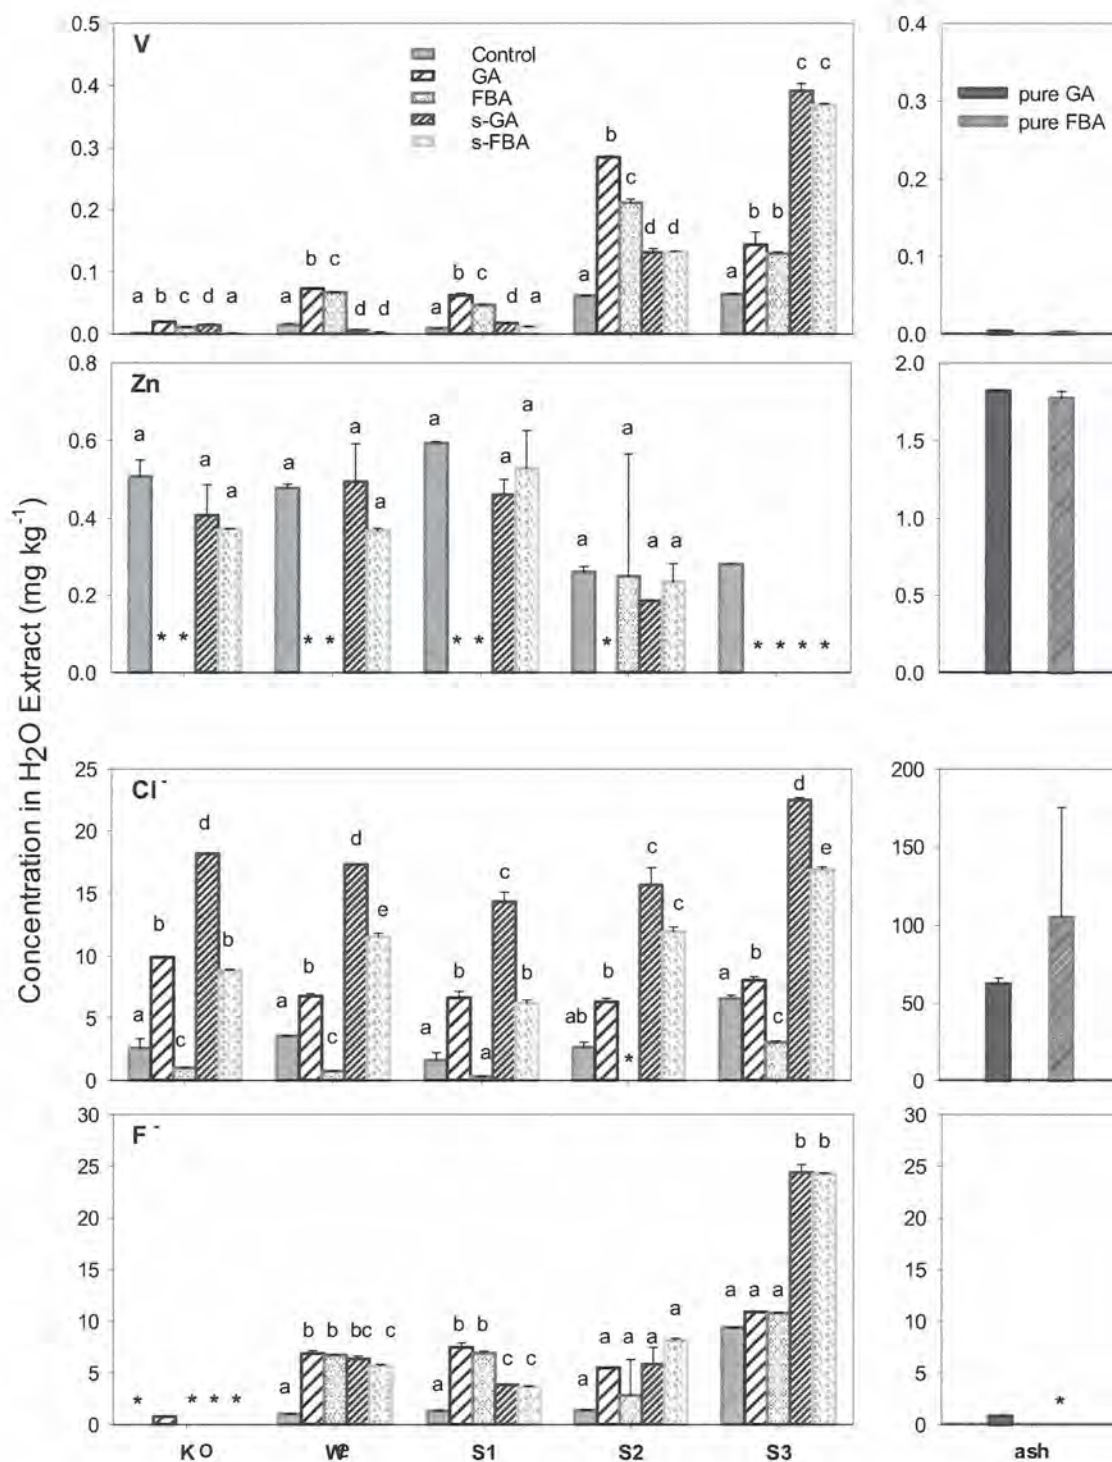 Concentration in H2O Extract (mg kg-1)
V
0.5
0.4
0.3
0.2
0.1
0.0
Control
GA
FBA
s-GA
s-FBA
a b c d a
a b c d d
a b c d a
a b c d d
a b b c c
0.4
0.3
0.2
0.1
0.0
pure GA
pure FBA
Zn
0.8
0.6
0.4
0.2
0.0
a * * a a
a * * a a
a * * a a
a * a a a
* * * *
2.0
1.5
1.0
0.5
0.0
Cl-
25
20
15
10
5
0
a b c d b
a b c d e
a b a c b
ab b * c c
a b c d e
200
150
100
50
0
F-
30
25
20
15
10
5
0
* * * *
a b b bc c
a b b c c
a a a a a
a a a b b
30
25
20
15
10
5
0
*
KO We S1 S2 S3 ash